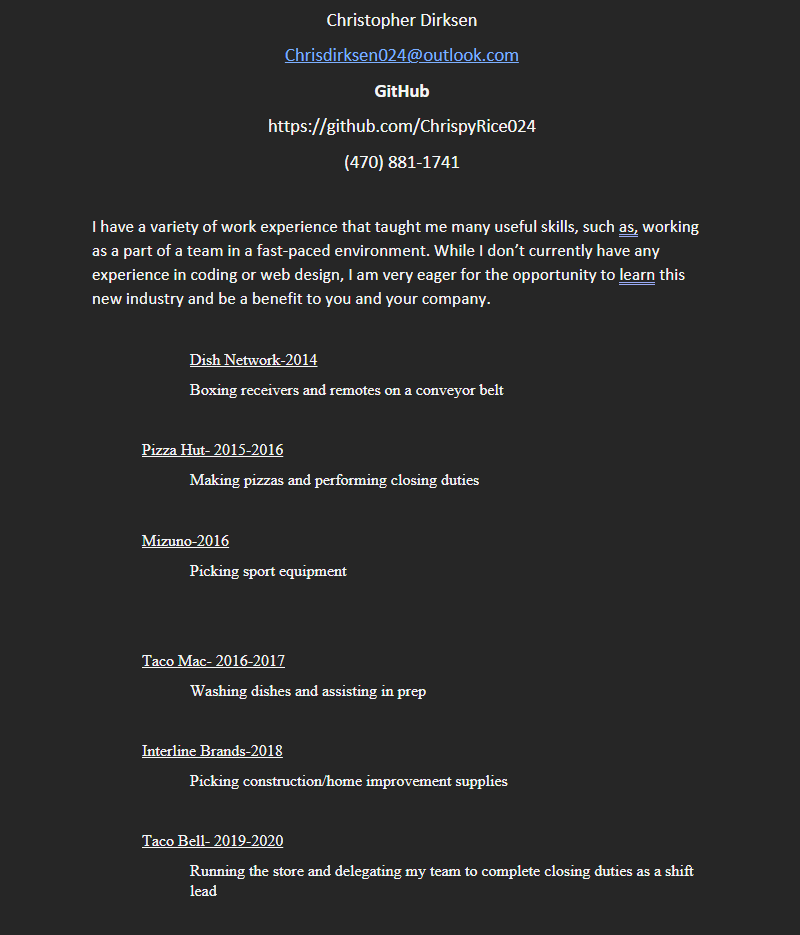 Christopher Dirksen
Chrisdirksen024@outlook.com
GitHub
https://github.com/ChrispyRice024
(470) 881-1741
I have a variety of work experience that taught me many useful skills, such as, working
as a part of a team in a fast-paced environment. While I don’t currently have any
experience in coding or web design, I am very eager for the opportunity to learn this
new industry and be a benefit to you and your company.
Dish Network-2014
Boxing receivers and remotes on a conveyor belt
Pizza Hut- 2015-2016
Making pizzas and performing closing duties
Mizuno-2016
Picking sport equipment
Taco Mac- 2016-2017
Washing dishes and assisting in prep
Interline Brands-2018
Picking construction/home improvement supplies
Taco Bell- 2019-2020
Running the store and delegating my team to complete closing duties as a shift
lead